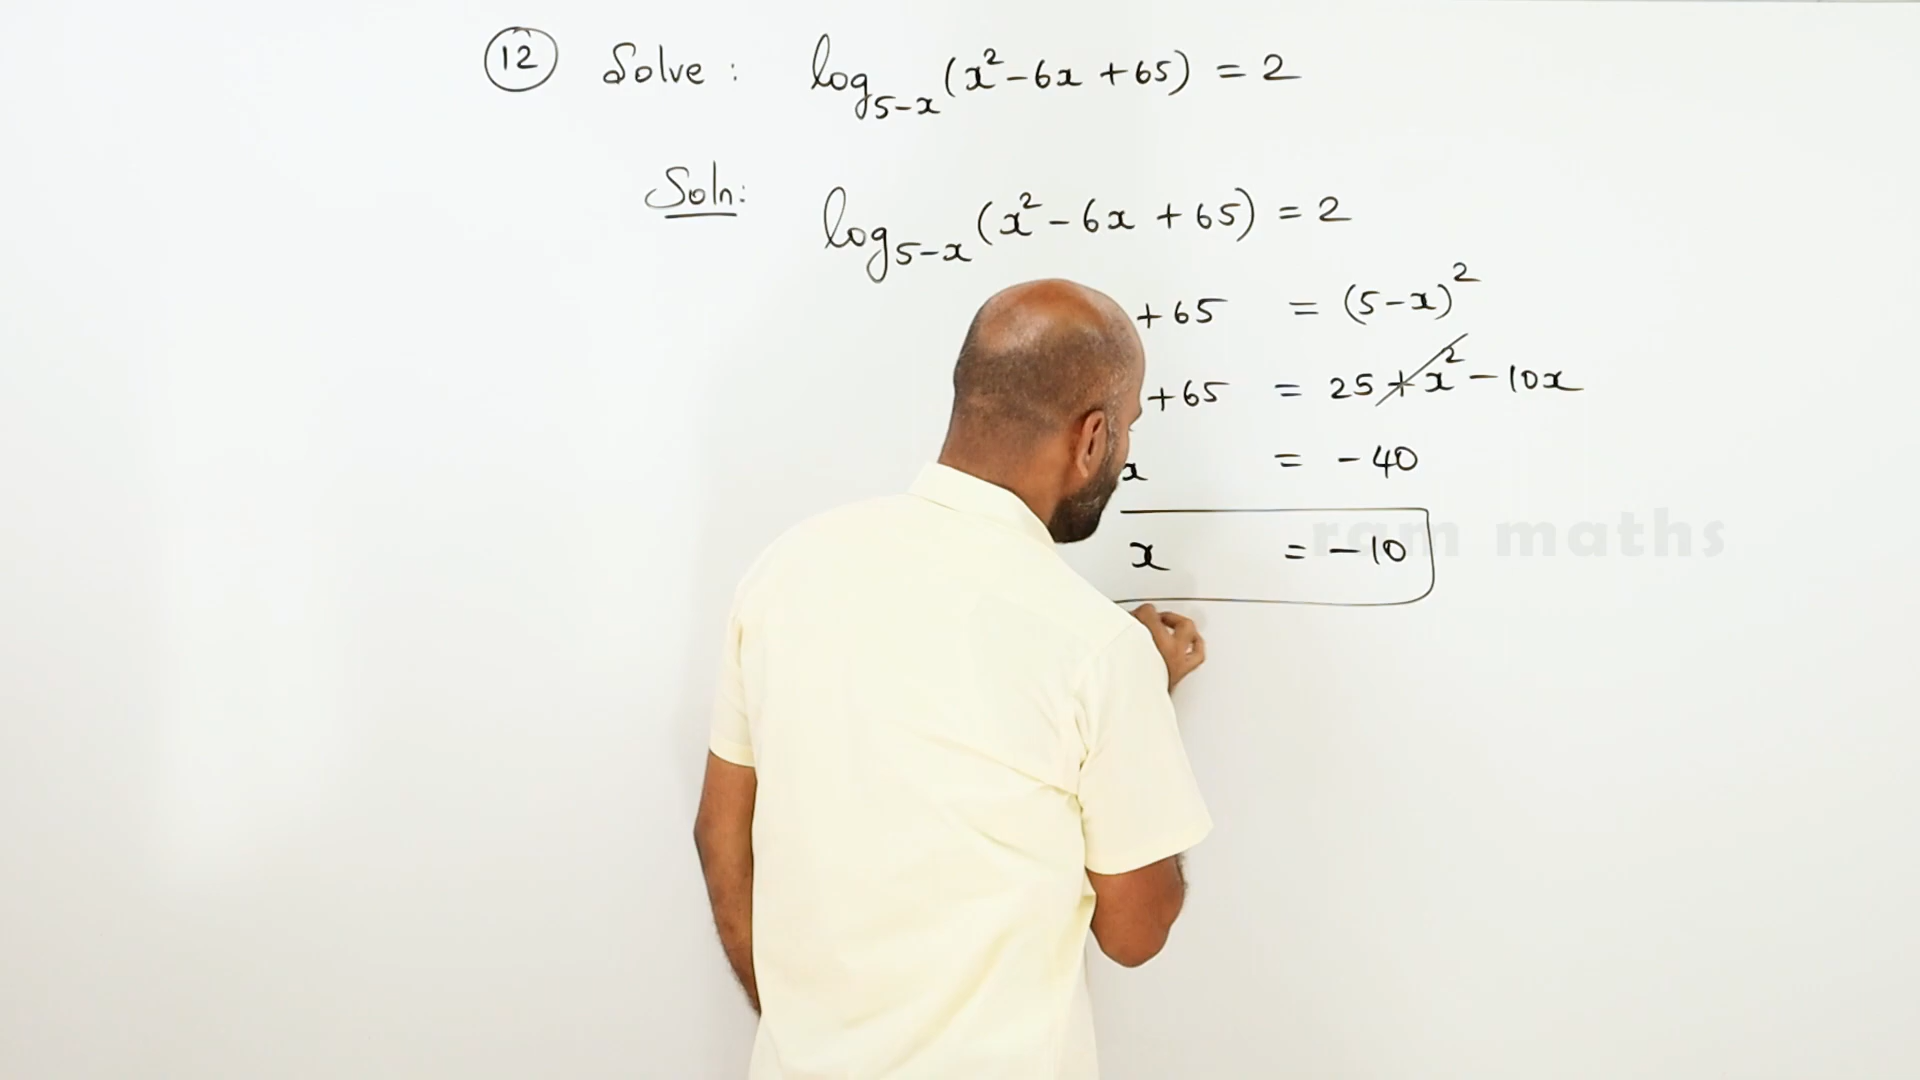 12 Solve : log₅₋ₓ(x²-6x+65) = 2
Soln: log₅₋ₓ(x²-6x+65) = 2
+65 = (5-x)²
+65 = 25+x²-10x
x = -40
x = -10
ram maths